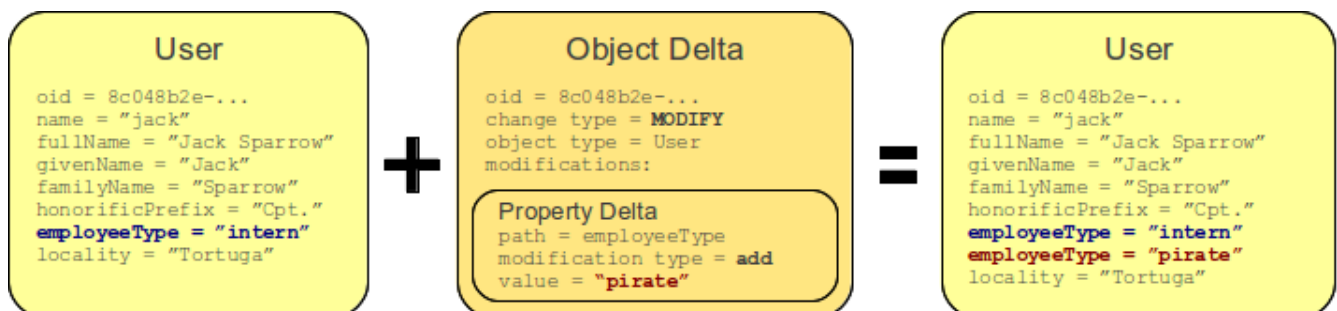 User
oid = 8c048b2e-...
name = "jack"
fullName = "Jack Sparrow"
givenName = "Jack"
familyName = "Sparrow"
honorificPrefix = "Cpt."
employeeType = "intern"
locality = "Tortuga"
+
Object Delta
oid = 8c048b2e-...
change type = MODIFY
object type = User
modifications:
Property Delta
path = employeeType
modification type = add
value = "pirate"
=
User
oid = 8c048b2e-...
name = "jack"
fullName = "Jack Sparrow"
givenName = "Jack"
familyName = "Sparrow"
honorificPrefix = "Cpt."
employeeType = "intern"
employeeType = "pirate"
locality = "Tortuga"